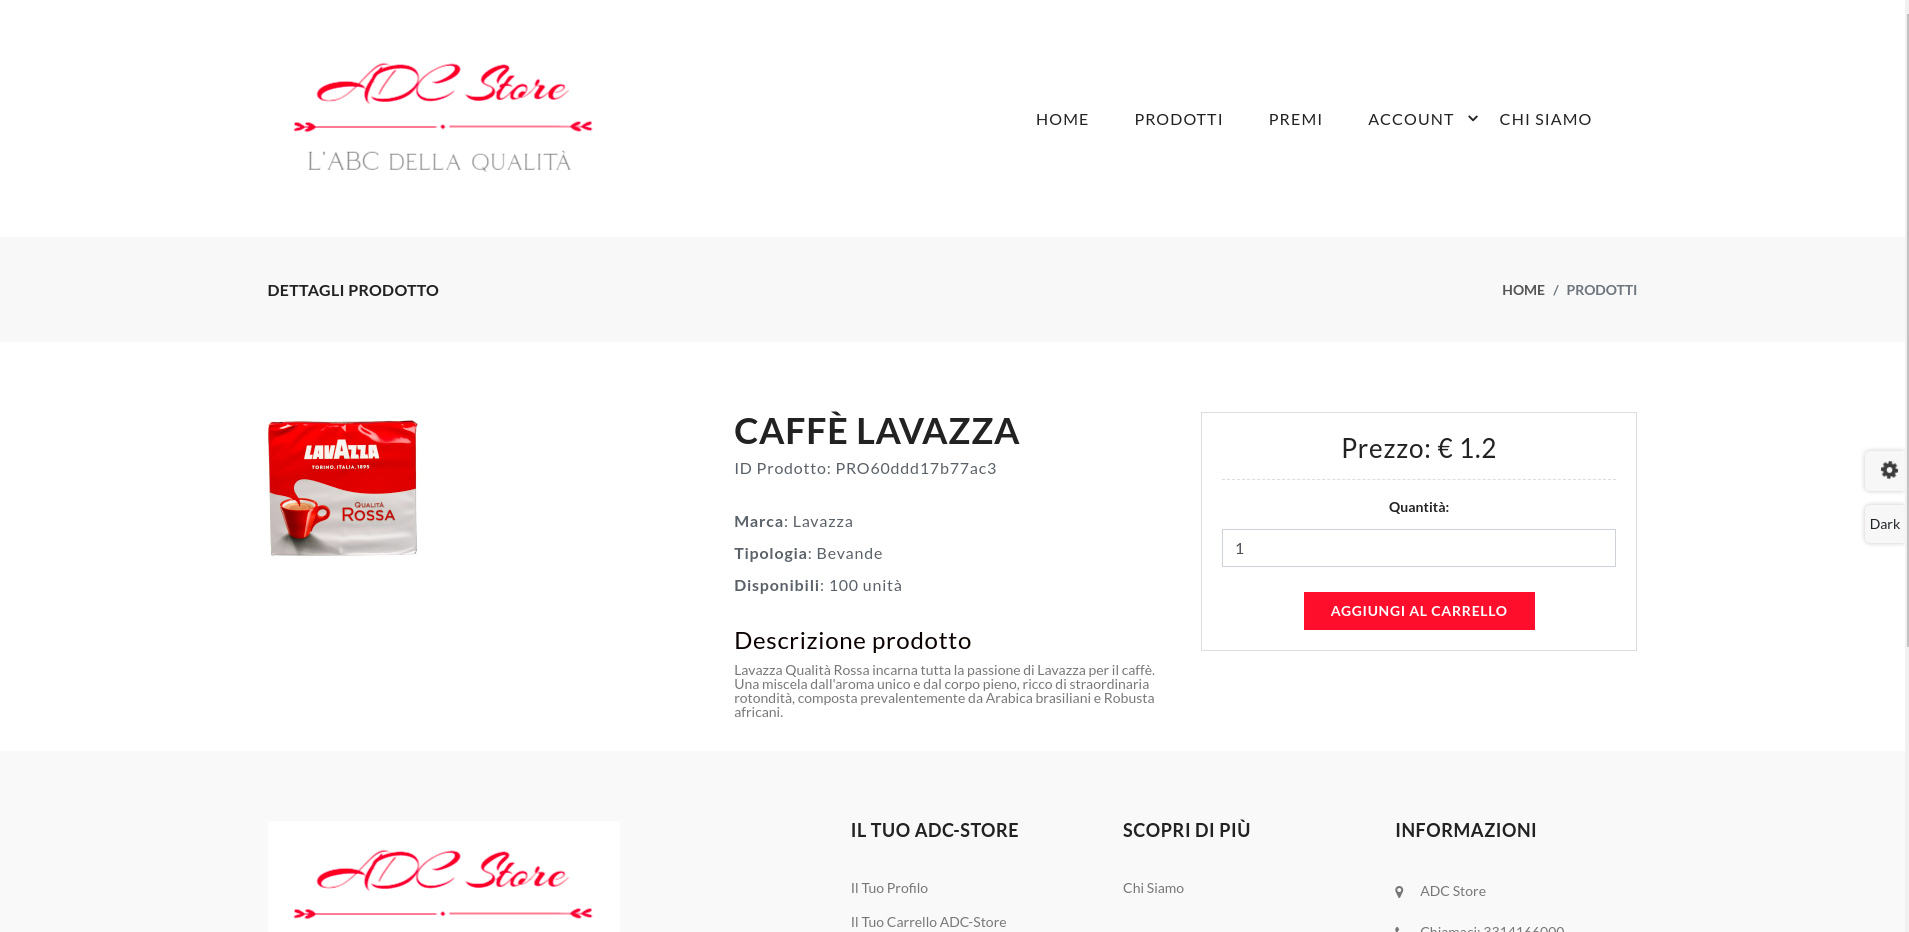 ADC Store
L'ABC DELLA QUALITÀ
HOME PRODOTTI PREMI ACCOUNT CHI SIAMO
DETTAGLI PRODOTTO
HOME / PRODOTTI
LAVAZZA
TORINO, ITALIA, 1895
QUALITÀ
ROSSA
CAFFÈ LAVAZZA
ID Prodotto: PRO60ddd17b77ac3
Marca: Lavazza
Tipologia: Bevande
Disponibili: 100 unità
Descrizione prodotto
Lavazza Qualità Rossa incarna tutta la passione di Lavazza per il caffè.
Una miscela dall'aroma unico e dal corpo pieno, ricco di straordinaria
rotondità, composta prevalentemente da Arabica brasiliani e Robusta
africani.
Prezzo: € 1.2
Quantità:
1
AGGIUNGI AL CARRELLO
Dark
ADC Store
IL TUO ADC-STORE
Il Tuo Profilo
Il Tuo Carrello ADC-Store
SCOPRI DI PIÙ
Chi Siamo
INFORMAZIONI
ADC Store
Chiamaci: 3314166000